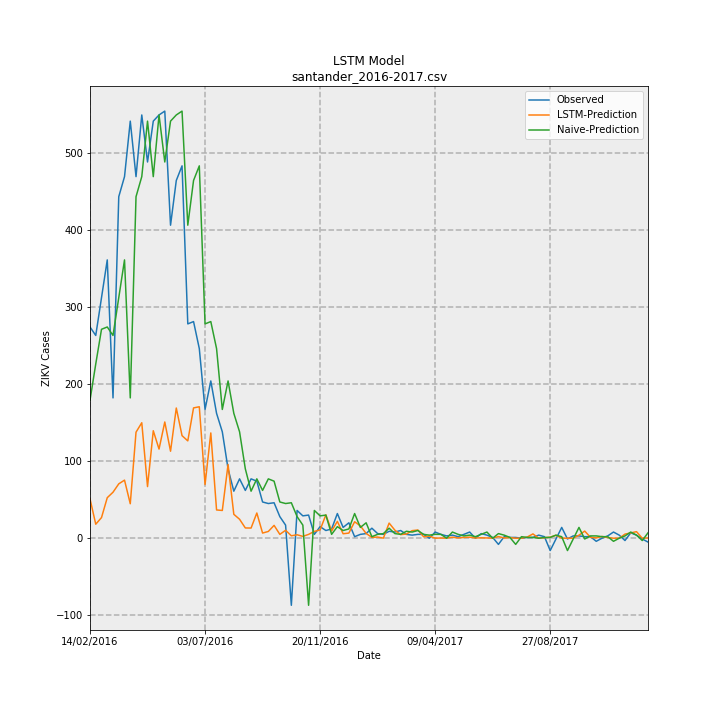 LSTM Model
santander_2016-2017.csv
Observed
LSTM-Prediction
Naive-Prediction
500
400
300
200
100
0
−100
ZIKV Cases
14/02/2016 03/07/2016 20/11/2016 09/04/2017 27/08/2017
Date